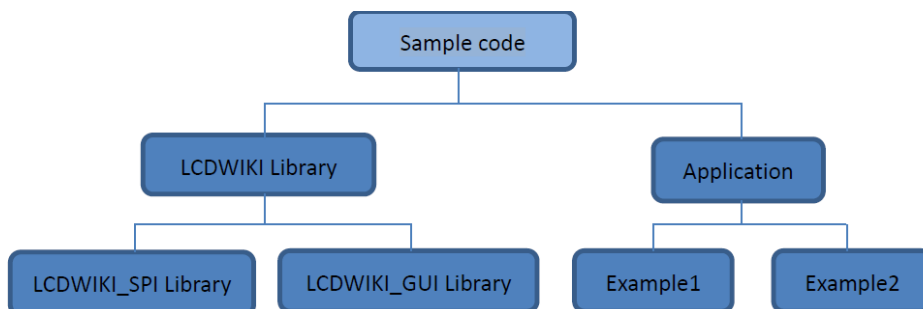 Sample code
LCDWIKI Library
Application
LCDWIKI_SPI Library
LCDWIKI_GUI Library
Example1
Example2